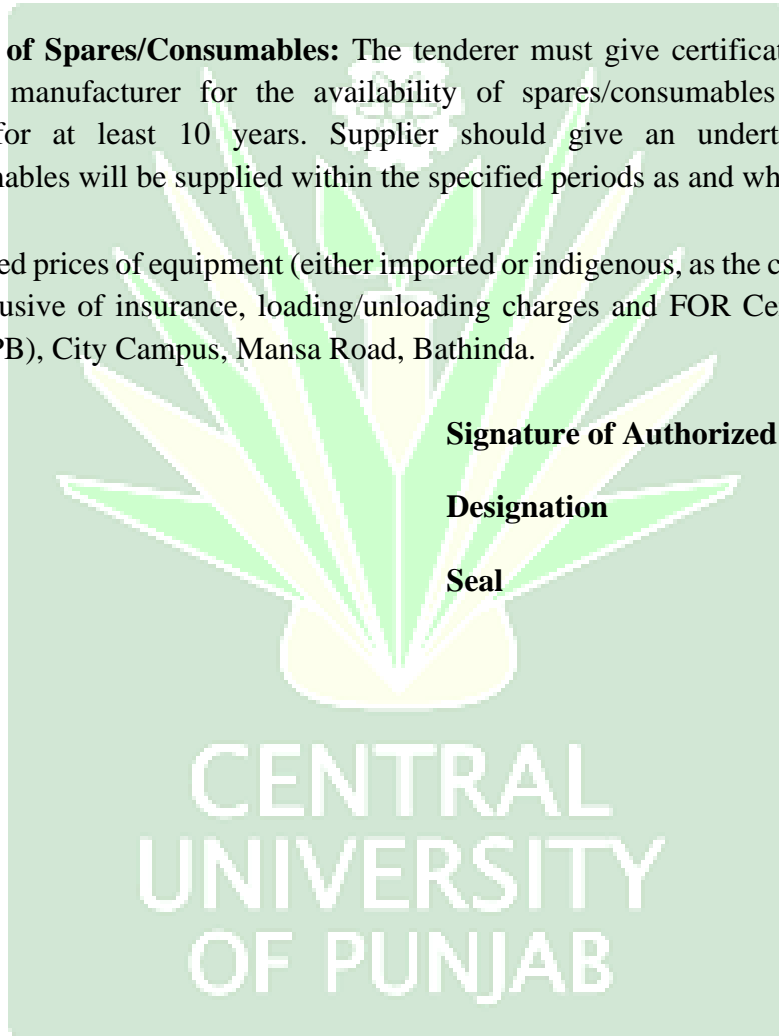 of Spares/Consumables: The tenderer must give certificat
manufacturer for the availability of spares/consumables
for at least 10 years. Supplier should give an undert
nables will be supplied within the specified periods as and wh
ed prices of equipment (either imported or indigenous, as the c
usive of insurance, loading/unloading charges and FOR Ce
PB), City Campus, Mansa Road, Bathinda.
Signature of Authorized
Designation
Seal
CENTRAL
UNIVERSITY
OF PUNJAB